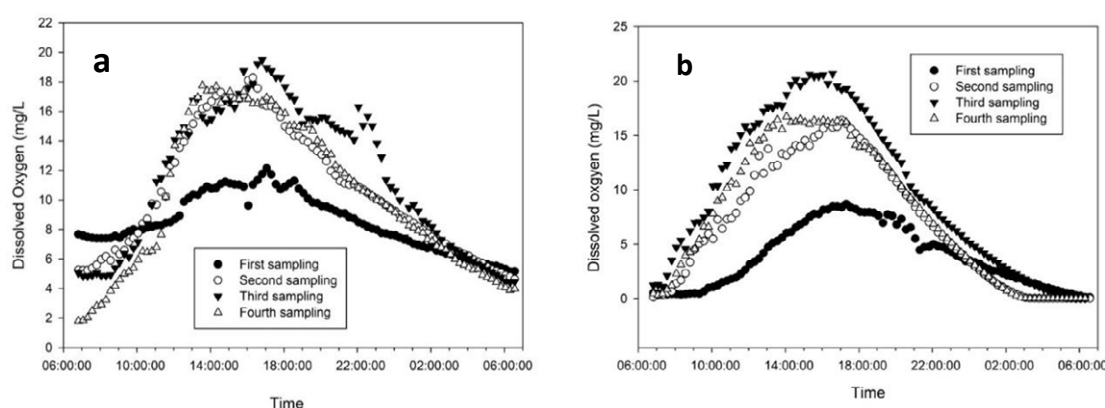 a
Dissolved Oxygen (mg/L)
22
20
18
16
14
12
10
8
6
4
2
0
First sampling
Second sampling
Third sampling
Fourth sampling
06:00:00 10:00:00 14:00:00 18:00:00 22:00:00 02:00:00 06:00:00
Time
b
Dissolved oxgyen (mg/L)
25
20
15
10
5
0
First sampling
Second sampling
Third sampling
Fourth sampling
06:00:00 10:00:00 14:00:00 18:00:00 22:00:00 02:00:00 06:00:00
Time